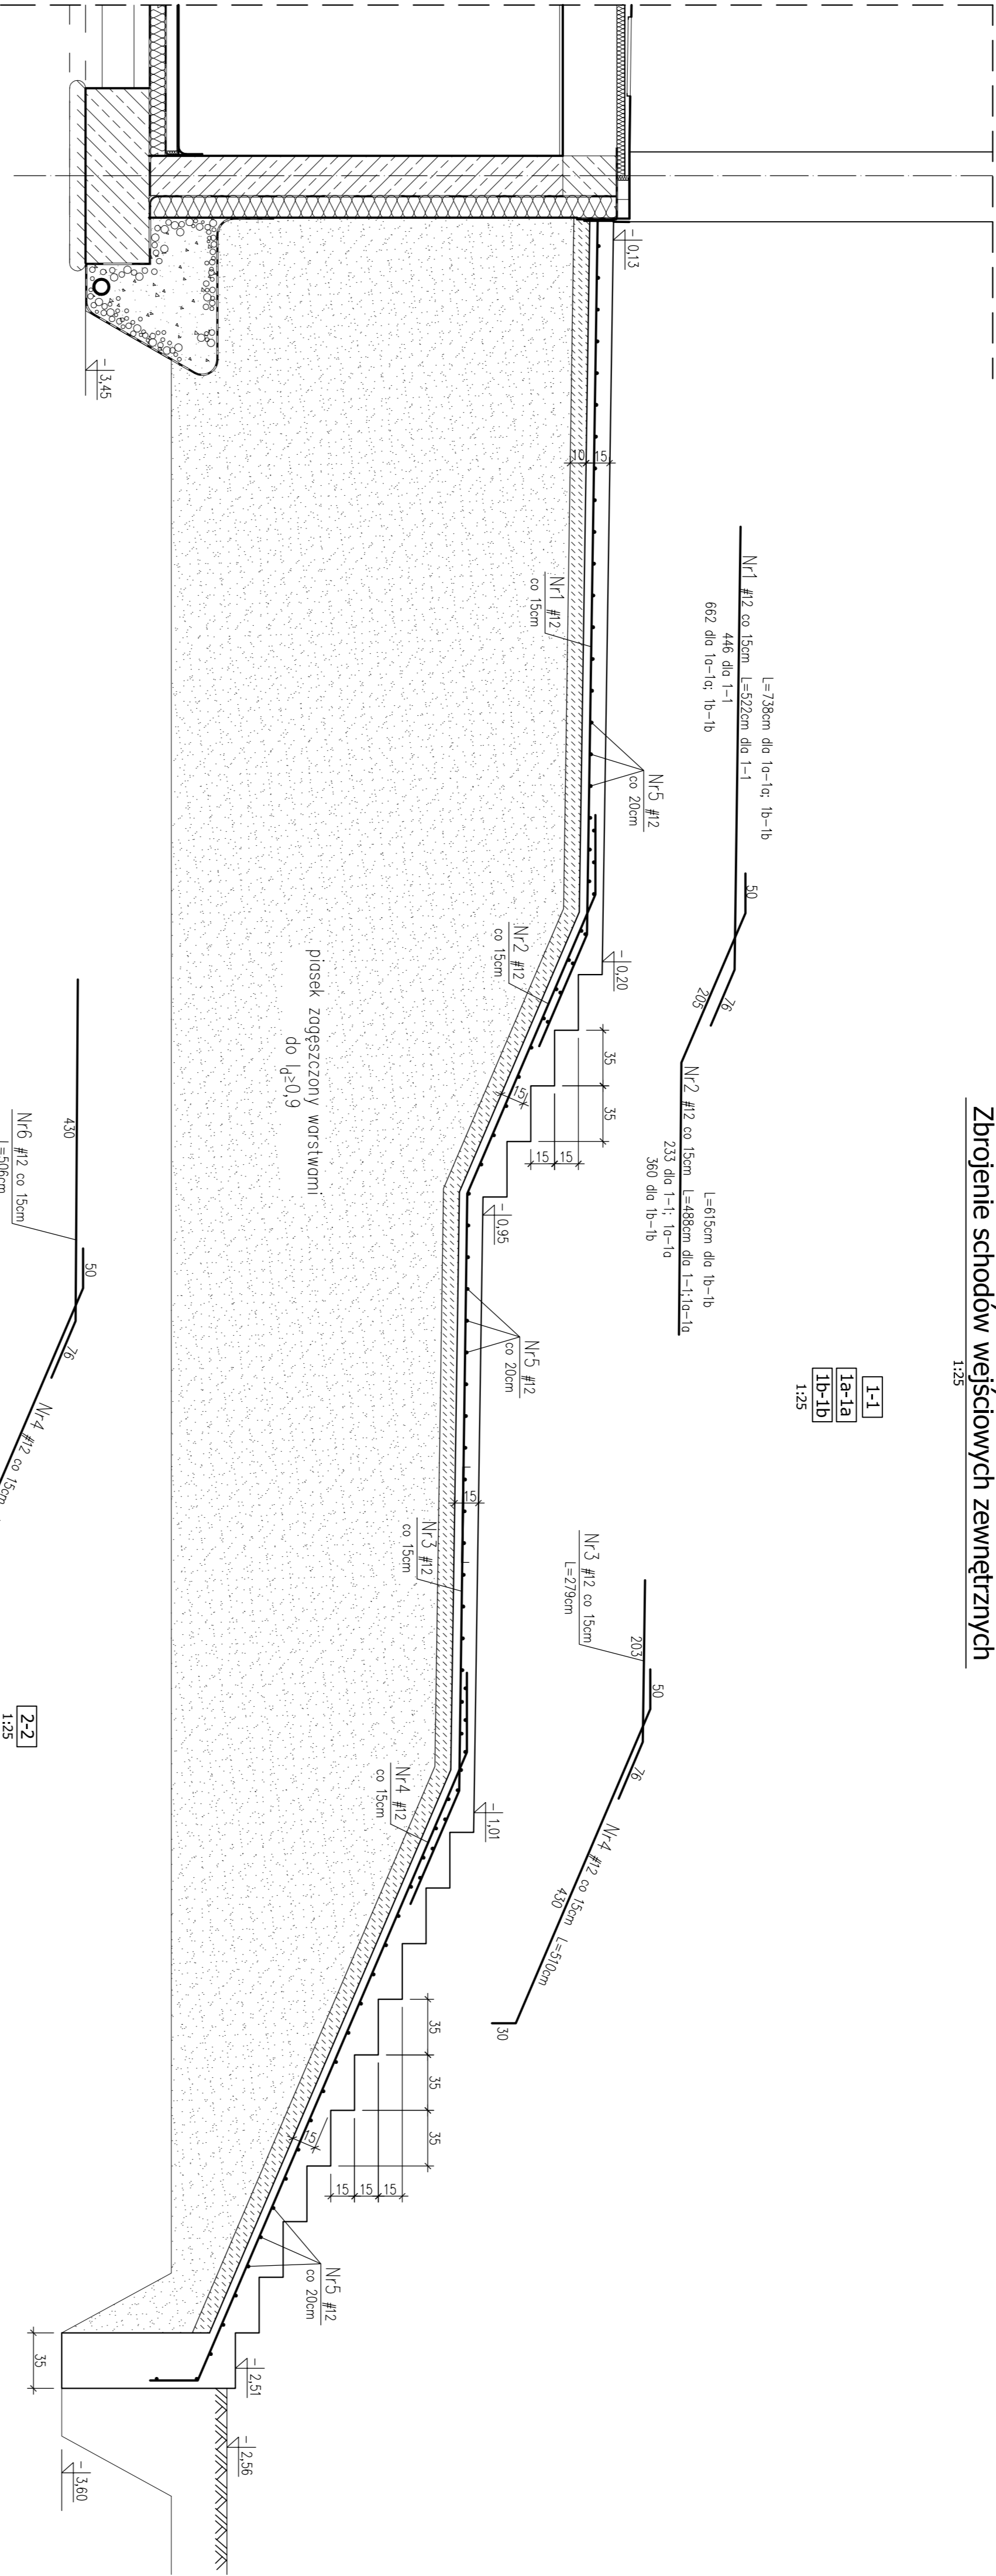 Zbrojenie schodów wejściowych zewnętrznych
1:25
1-1
1a-1a
1b-1b
1:25
L=738cm dla 1a-1a; 1b-1b
Nr1 #12 co 15cm L=522cm dla 1-1
446 dla 1-1
662 dla 1a-1a; 1b-1b
50
76
205
L=615cm dla 1b-1b
Nr2 #12 co 15cm L=488cm dla 1-1;1a-1a
233 dla 1-1; 1a-1a
360 dla 1b-1b
Nr3 #12 co 15cm
L=279cm
203
50
76
Nr4 #12 co 15cm L=510cm
430
30
-0,13
10
15
Nr1 #12
co 15cm
Nr5 #12
co 20cm
Nr2 #12
co 15cm
-0,20
35
35
15
15
15
-0,95
Nr5 #12
co 20cm
15
Nr3 #12
co 15cm
Nr4 #12
co 15cm
-1,01
35
35
35
15
15
15
15
Nr5 #12
co 20cm
-2,51
-2,56
-3,60
35
-3,45
piasek zagęszczony warstwami
do Id≥0,9
430
Nr6 #12 co 15cm
L=506cm
50
76
Nr4 #12 co 15cm
2-2
1:25